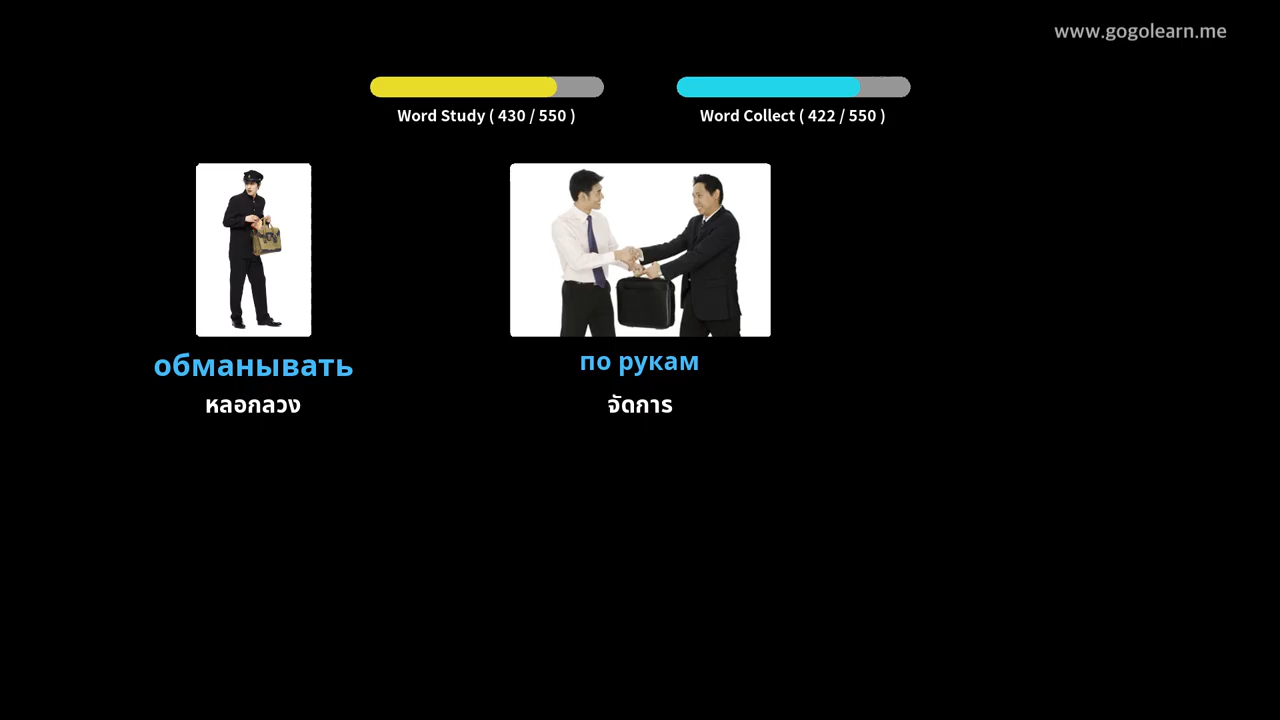 www.gogolearn.me
Word Study ( 430 / 550 )
Word Collect ( 422 / 550 )
обманывать
หลอกลวง
по рукам
จัดการ